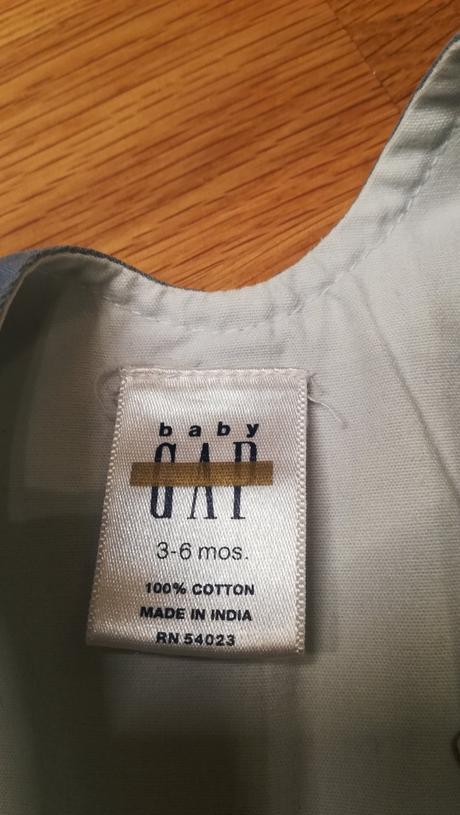 baby
GAP
3-6 mos.
100% COTTON
MADE IN INDIA
RN 54023